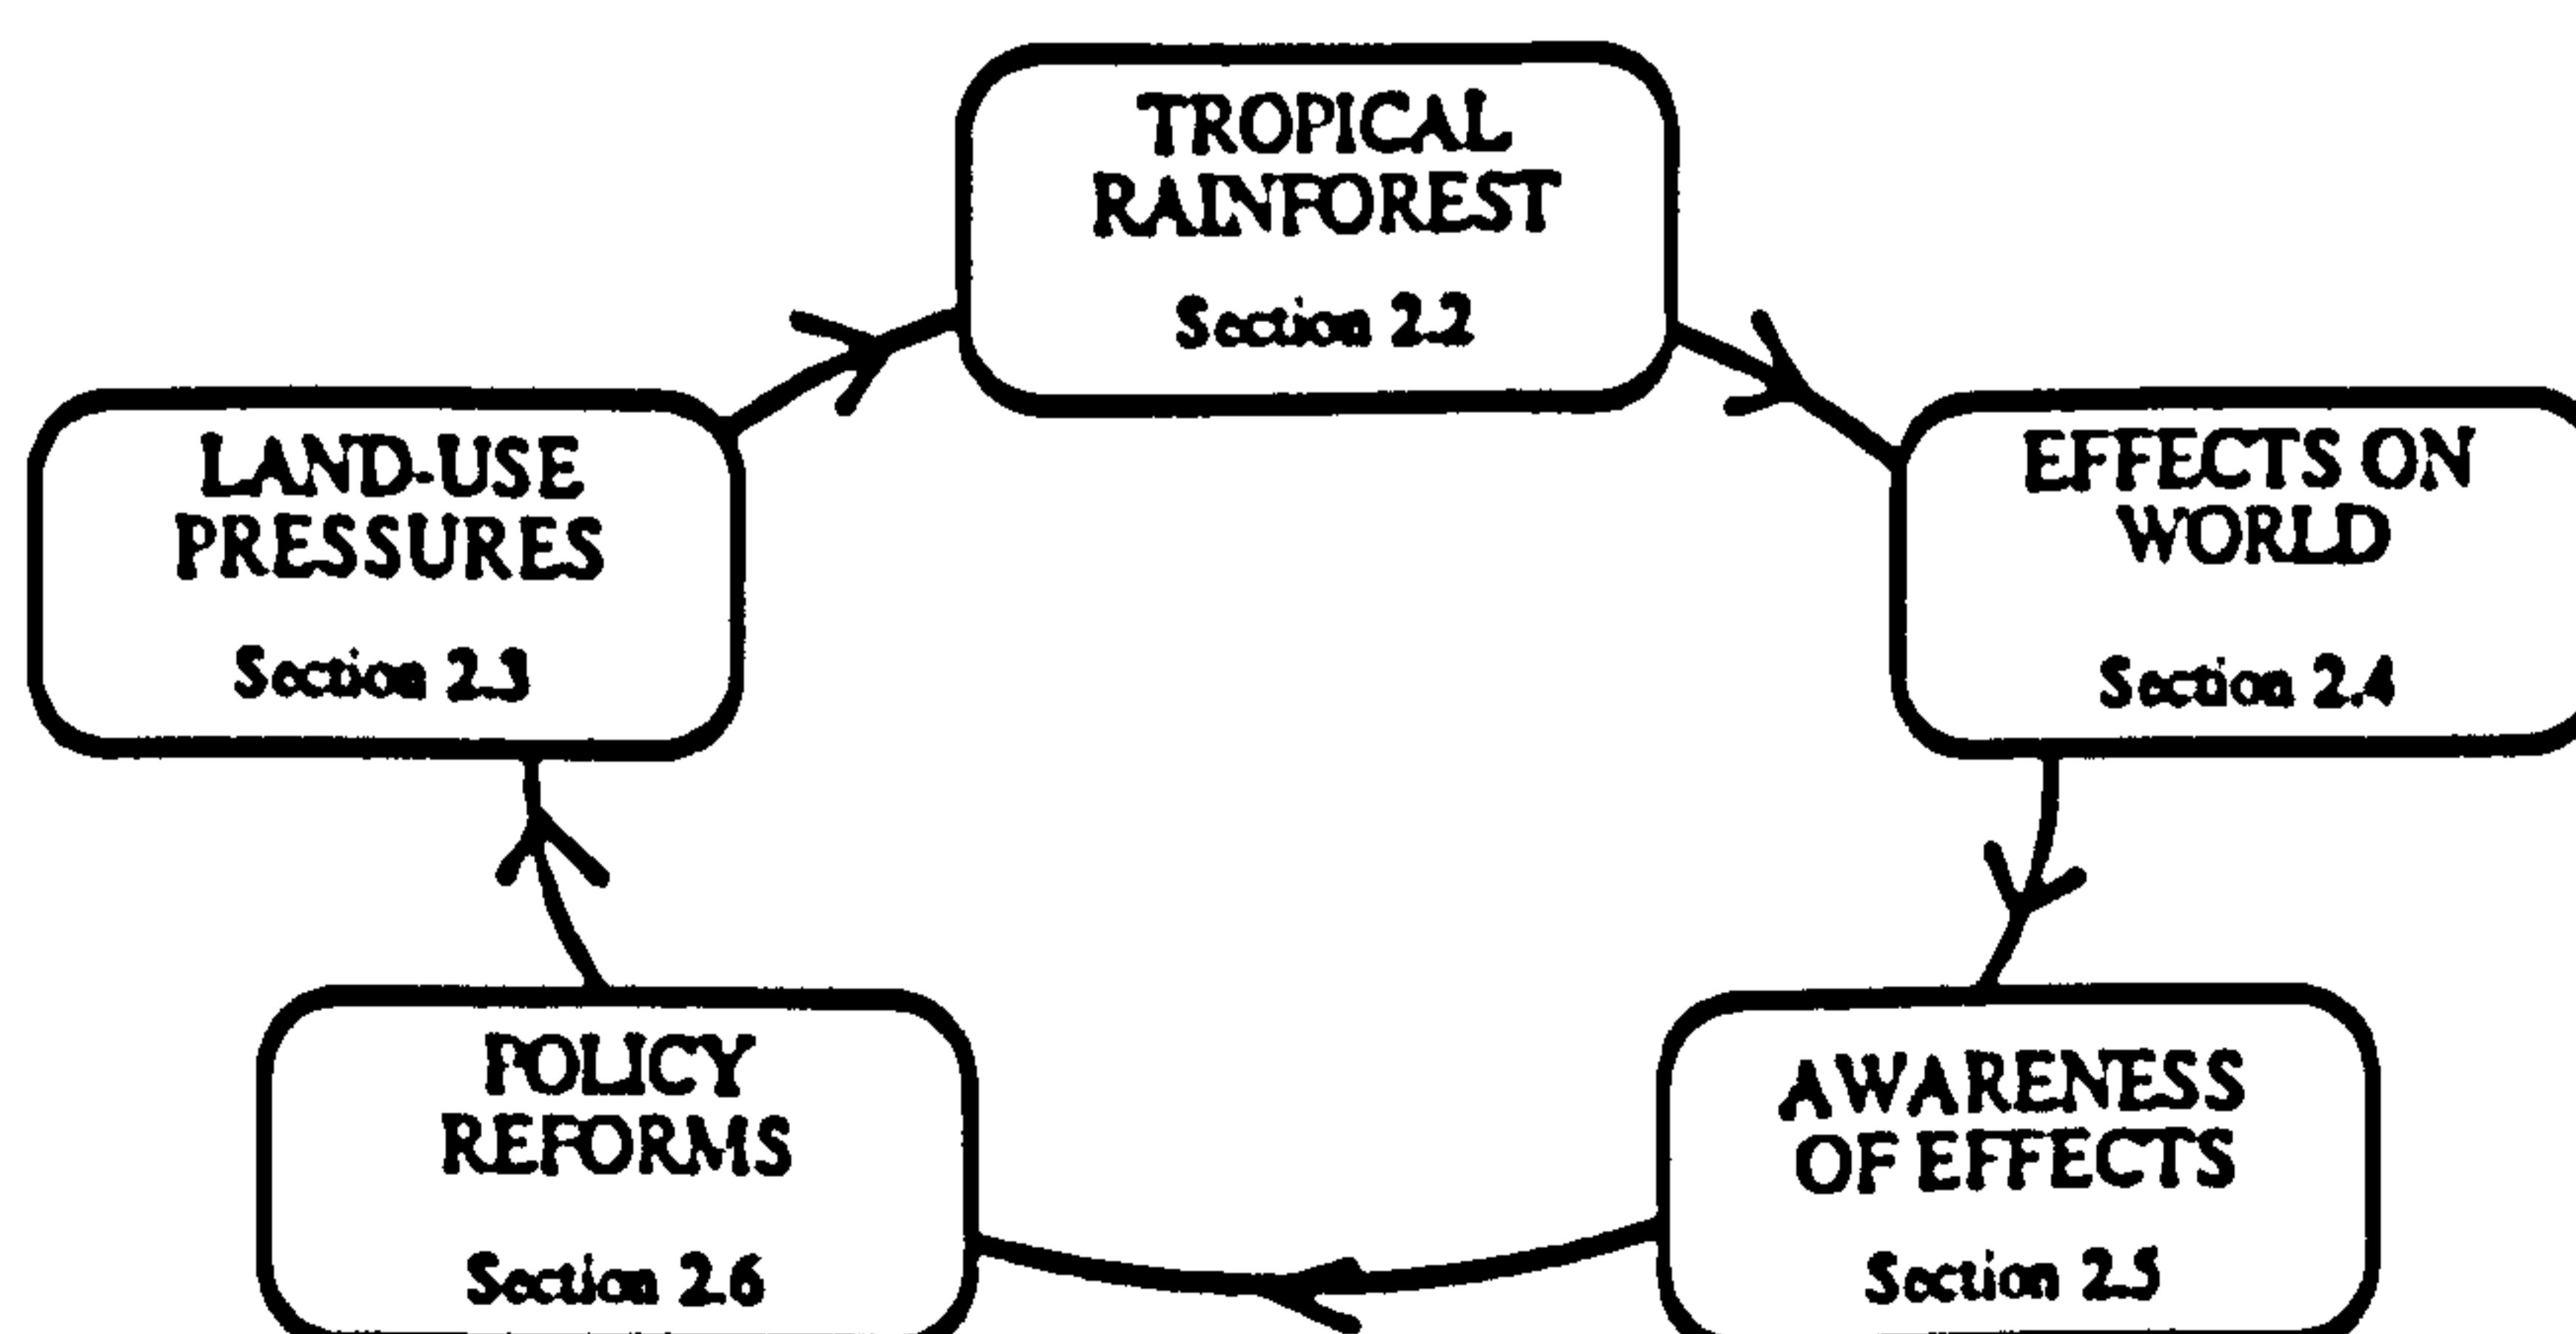 TROPICAL
RAINFOREST
Section 2.2
LAND-USE
PRESSURES
Section 2.3
EFFECTS ON
WORLD
Section 2.4
POLICY
REFORMS
Section 2.6
AWARENESS
OF EFFECTS
Section 2.5